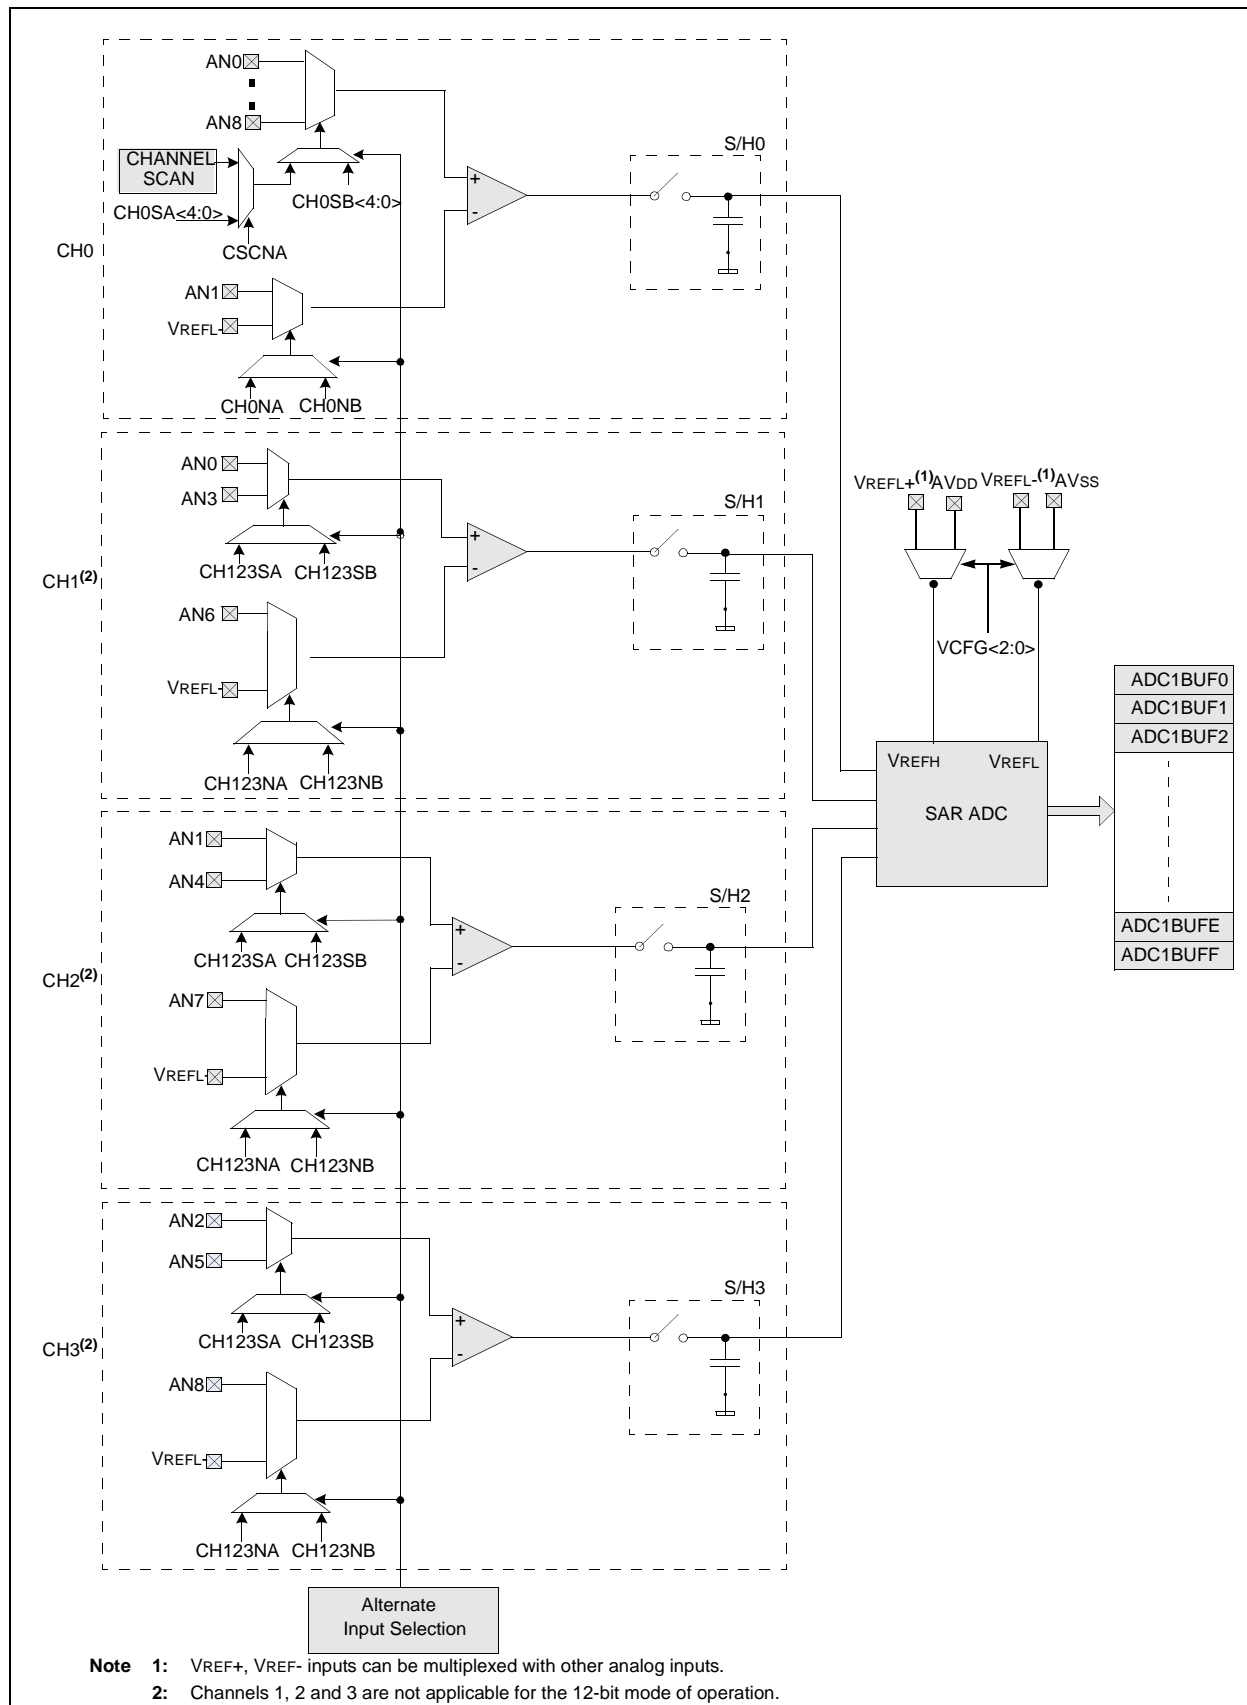 AN0
AN8
CHANNEL
SCAN
CH0SA<4:0>
CH0SB<4:0>
CSCNA
CH0
AN1
VREFL-
CH0NA CH0NB
+
-
S/H0
AN0
AN3
CH123SA CH123SB
CH1(2)
AN6
VREFL-
CH123NA CH123NB
+
-
S/H1
VREFL+(1) AVDD VREFL-(1) AVSS
VCFG<2:0>
VREFH VREFL
SAR ADC
ADC1BUF0
ADC1BUF1
ADC1BUF2
ADC1BUFE
ADC1BUFF
AN1
AN4
CH123SA CH123SB
CH2(2)
AN7
VREFL-
CH123NA CH123NB
+
-
S/H2
AN2
AN5
CH123SA CH123SB
CH3(2)
AN8
VREFL-
CH123NA CH123NB
+
-
S/H3
Alternate
Input Selection
Note 1: VREF+, VREF- inputs can be multiplexed with other analog inputs.
2: Channels 1, 2 and 3 are not applicable for the 12-bit mode of operation.